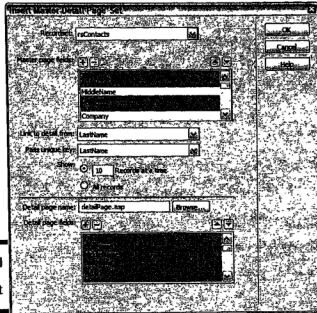 Insert Master-Detail Page Set
Recordset: rsContacts
OK
Cancel
Help
Master page fields:
MiddleName
Company
Link to detail from: LastName
Pass unique key: LastName
Show: 10 Records at a time
All records
Detail page name: detailPage.asp Browse...
Detail page fields:
t